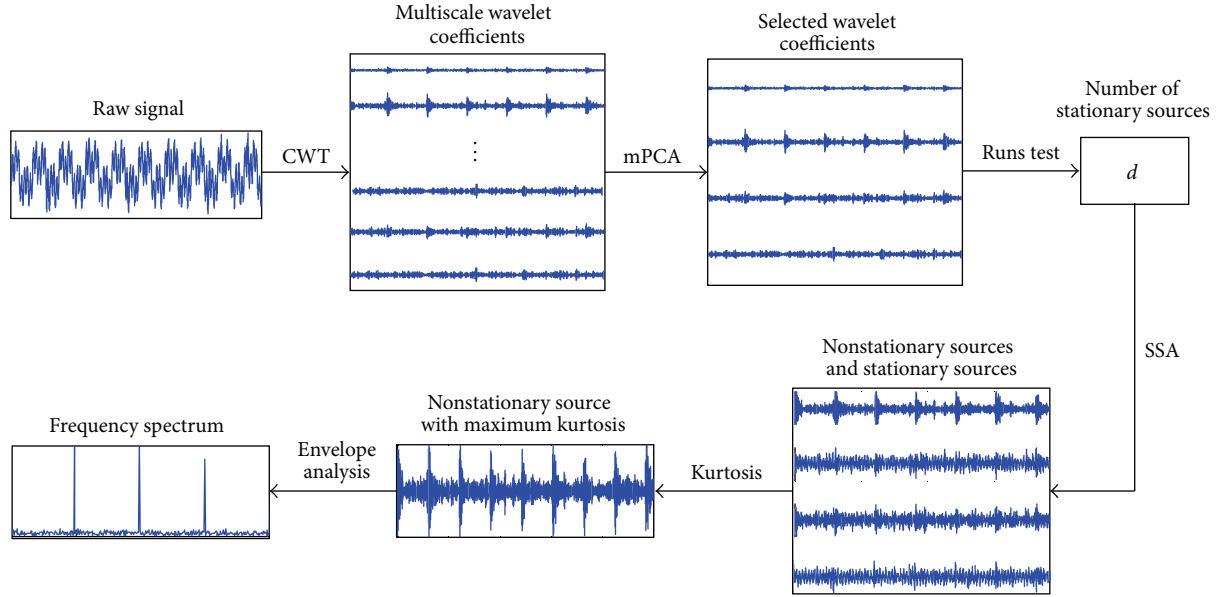 Raw signal
CWT
Multiscale wavelet
coefficients
mPCA
Selected wavelet
coefficients
Runs test
Number of
stationary sources
d
SSA
Nonstationary sources
and stationary sources
Kurtosis
Nonstationary source
with maximum kurtosis
Envelope
analysis
Frequency spectrum